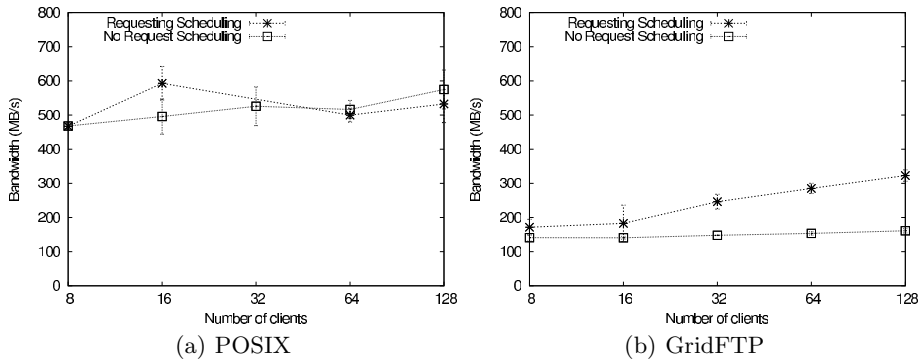 Requesting Scheduling
No Request Scheduling
800
700
600
500
400
300
200
100
0
Bandwidth (MB/s)
8 16 32 64 128
Number of clients
(a) POSIX
Requesting Scheduling
No Request Scheduling
800
700
600
500
400
300
200
100
0
Bandwidth (MB/s)
8 16 32 64 128
Number of clients
(b) GridFTP